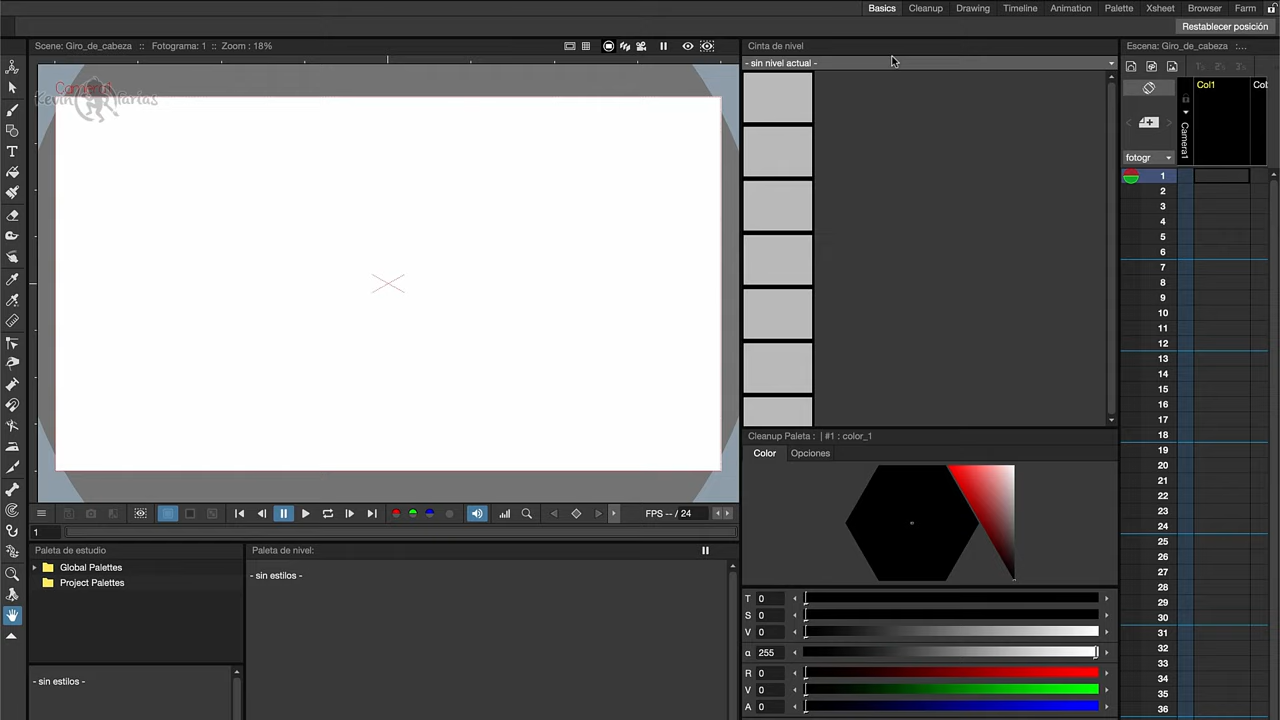 Basics Cleanup Drawing Timeline Animation Palette Xsheet Browser Farm
Restablecer posición
Scene: Giro_de_cabeza :: Fotograma: 1 :: Zoom : 18%
Cinta de nivel
Escena: Giro_de_cabeza :...
- sin nivel actual -
Camera1
Kevin farias
Col1
Col
Camera1
fotogr
1
2
3
4
5
6
7
8
9
10
11
12
13
14
15
16
17
18
19
20
21
22
23
24
25
26
27
28
29
30
31
32
33
34
35
36
Cleanup Paleta : | #1 : color_1
Color Opciones
FPS -- / 24
1
Paleta de estudio
Global Palettes
Project Palettes
- sin estilos -
Paleta de nivel:
- sin estilos -
T 0
S 0
V 0
α 255
R 0
V 0
A 0